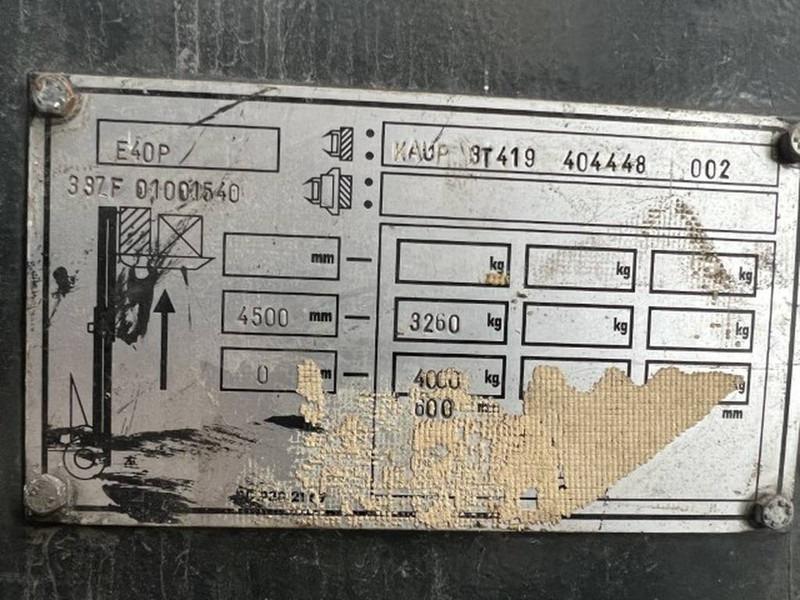 E40P
KAUP 3T419 404448 002
337F 01001540
mm kg kg kg
4500 mm 3260 kg kg kg
0 4000 kg kg
600 mm mm